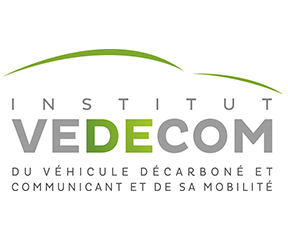 INSTITUT
VEDECOM
DU VÉHICULE DÉCARBONÉ ET
COMMUNICANT ET DE SA MOBILITÉ